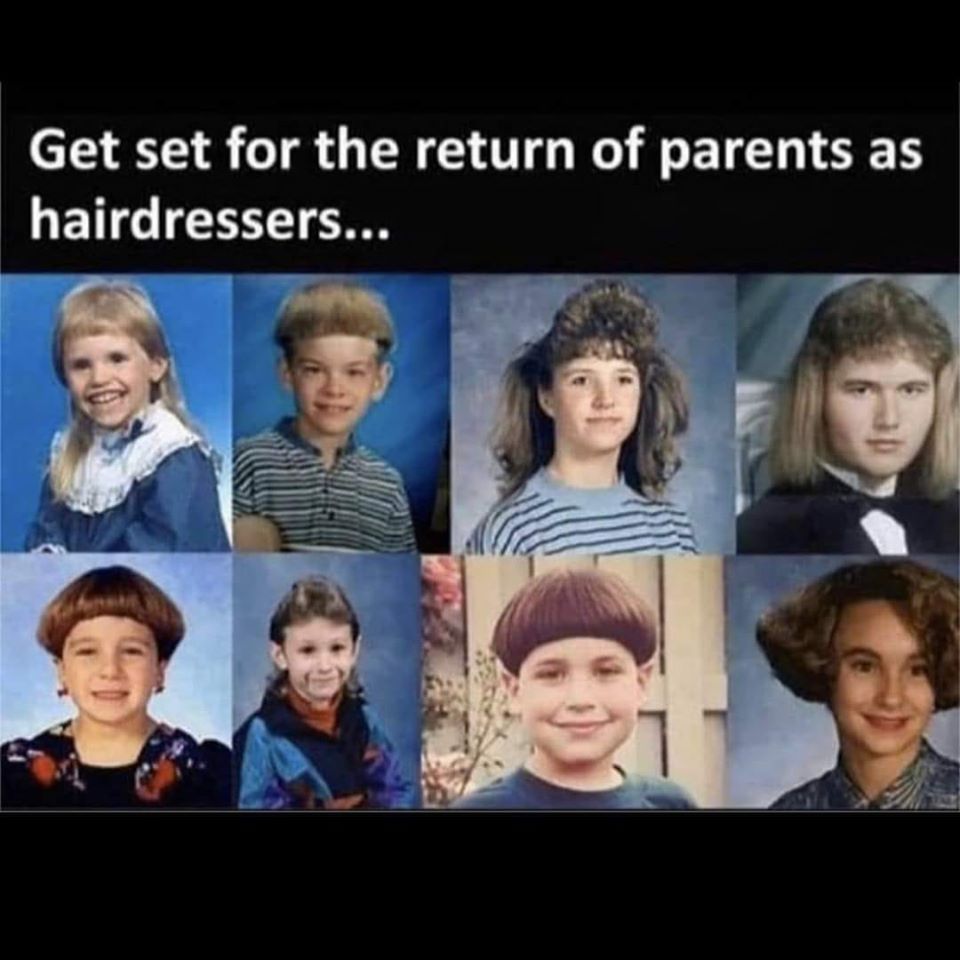 Get set for the return of parents as
hairdressers...